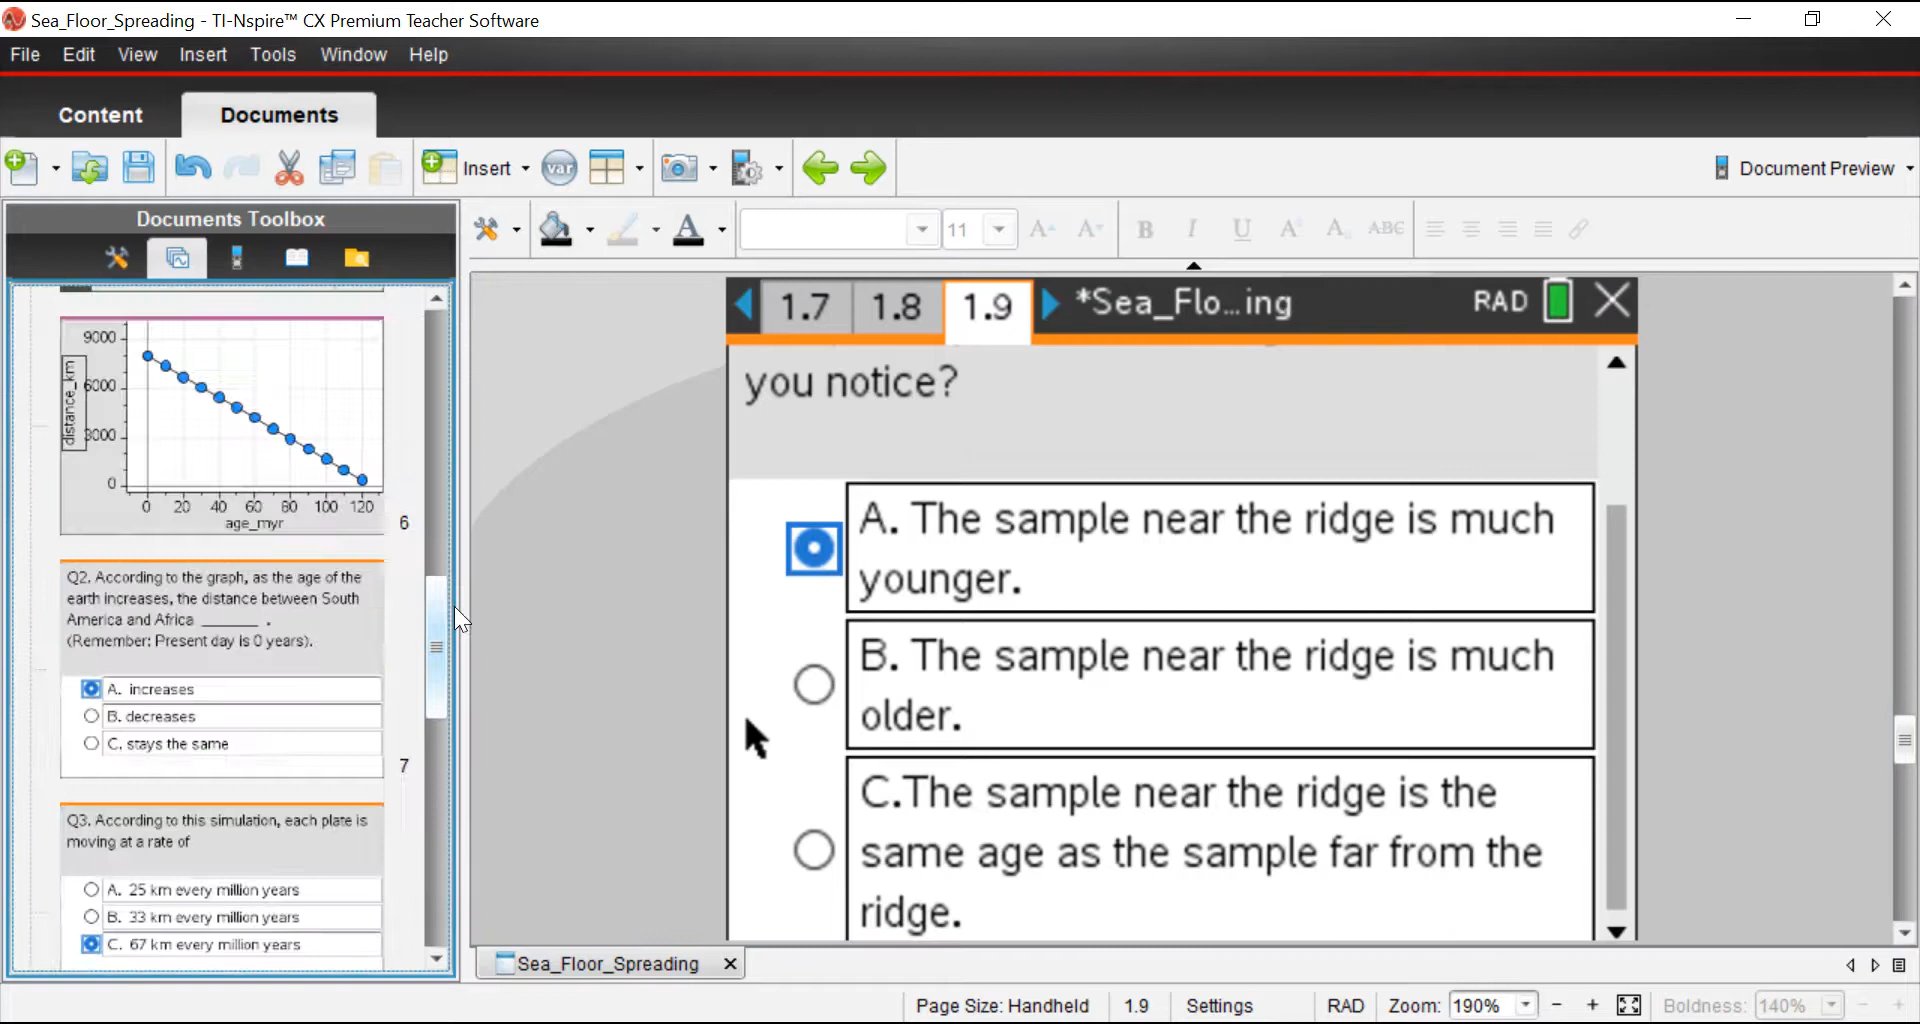 Sea_Floor_Spreading - TI-Nspire™ CX Premium Teacher Software
File Edit View Insert Tools Window Help
Content Documents
Insert var Document Preview
Documents Toolbox
11 A A B I U A A ABC
1.7 1.8 1.9 *Sea_Flo...ing RAD
9000
6000
3000
0
distance_km
0 20 40 60 80 100 120
age_myr
6
Q2. According to the graph, as the age of the
earth increases, the distance between South
America and Africa ______ .
(Remember: Present day is 0 years).
A. increases
B. decreases
C. stays the same
7
Q3. According to this simulation, each plate is
moving at a rate of
A. 25 km every million years
B. 33 km every million years
C. 67 km every million years
you notice?
A. The sample near the ridge is much
younger.
B. The sample near the ridge is much
older.
C.The sample near the ridge is the
same age as the sample far from the
ridge.
Sea_Floor_Spreading
Page Size: Handheld 1.9 Settings RAD Zoom: 190% - + Boldness: 140% - +